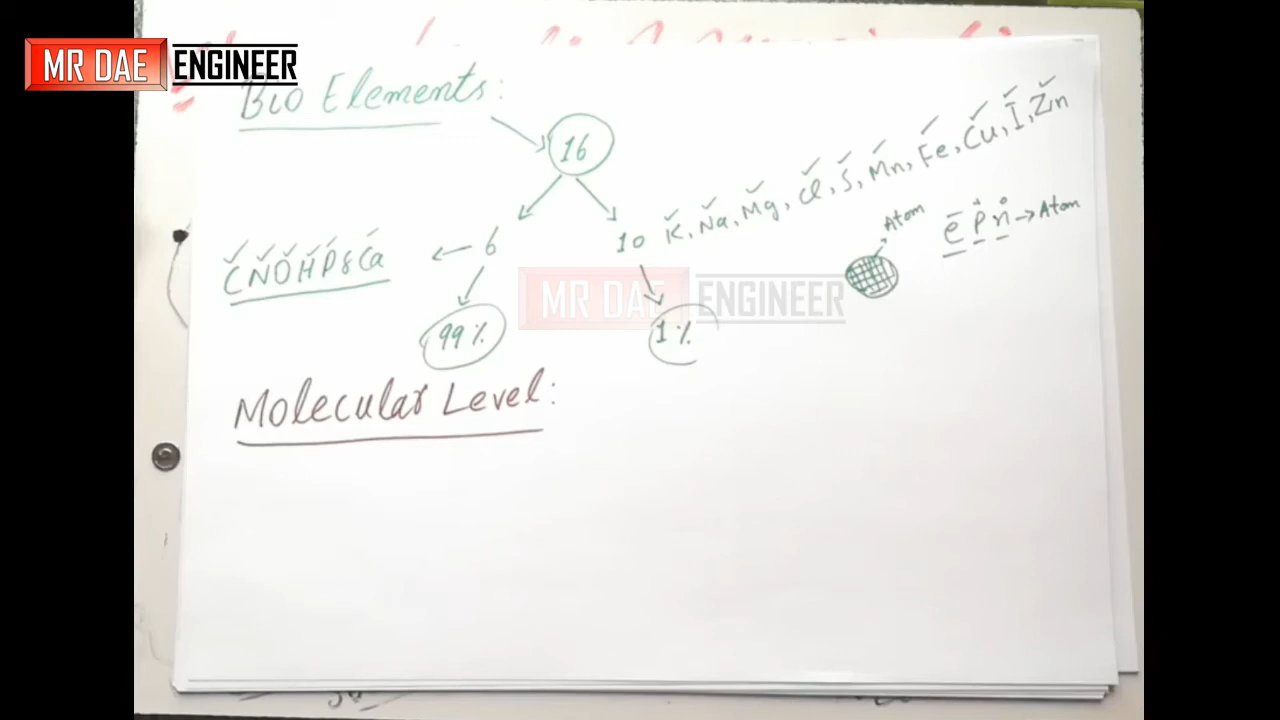 MR DAE ENGINEER
Bio Elements:
16
6
10 K, Na, Mg, Cl, S, Mn, Fe, Cu, I, Zn
CNOHP & Ca
Atom
e⁻ p⁺ n° → Atom
MR DAE ENGINEER
99 %
1 %
Molecular Level: